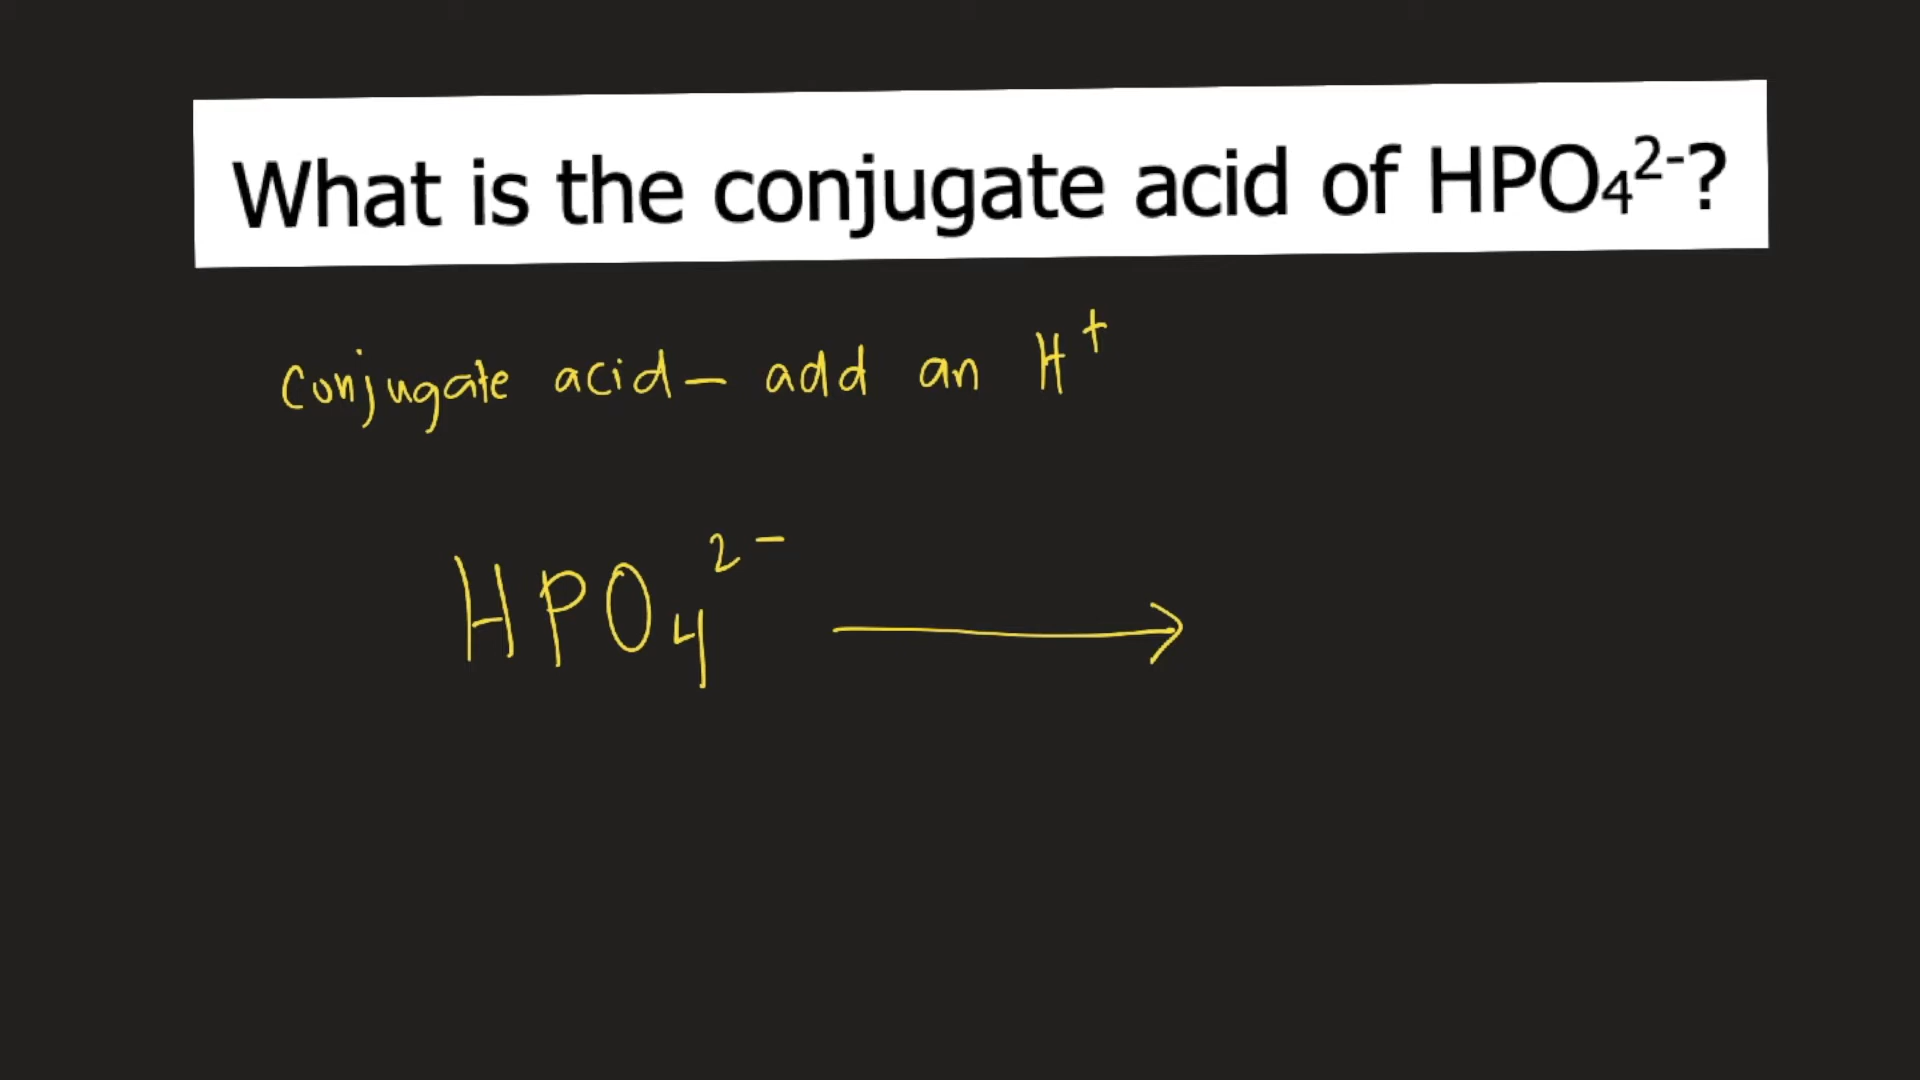 What is the conjugate acid of HPO₄²⁻?
conjugate acid – add an H⁺
HPO₄²⁻ ⟶